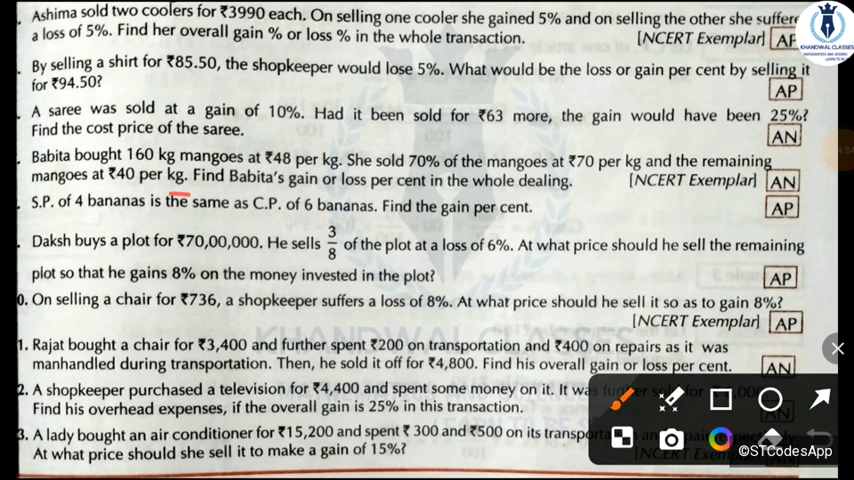 . Ashima sold two coolers for ₹3990 each. On selling one cooler she gained 5% and on selling the other she suffere
a loss of 5%. Find her overall gain % or loss % in the whole transaction. [NCERT Exemplar] AP
. By selling a shirt for ₹85.50, the shopkeeper would lose 5%. What would be the loss or gain per cent by selling it
for ₹94.50? AP
. A saree was sold at a gain of 10%. Had it been sold for ₹63 more, the gain would have been 25%?
Find the cost price of the saree. AN
. Babita bought 160 kg mangoes at ₹48 per kg. She sold 70% of the mangoes at ₹70 per kg and the remaining
mangoes at ₹40 per kg. Find Babita's gain or loss per cent in the whole dealing. [NCERT Exemplar] AN
. S.P. of 4 bananas is the same as C.P. of 6 bananas. Find the gain per cent. AP
. Daksh buys a plot for ₹70,00,000. He sells 3/8 of the plot at a loss of 6%. At what price should he sell the remaining
plot so that he gains 8% on the money invested in the plot? AP
0. On selling a chair for ₹736, a shopkeeper suffers a loss of 8%. At what price should he sell it so as to gain 8%?
[NCERT Exemplar] AP
1. Rajat bought a chair for ₹3,400 and further spent ₹200 on transportation and ₹400 on repairs as it was
manhandled during transportation. Then, he sold it off for ₹4,800. Find his overall gain or loss per cent. AN
2. A shopkeeper purchased a television for ₹4,400 and spent some money on it. It was
Find his overhead expenses, if the overall gain is 25% in this transaction.
3. A lady bought an air conditioner for ₹15,200 and spent ₹ 300 and ₹500 on its
At what price should she sell it to make a gain of 15%?
KHANDWAL CLASSES
KHANDWAL CLASSES
©STCodesApp